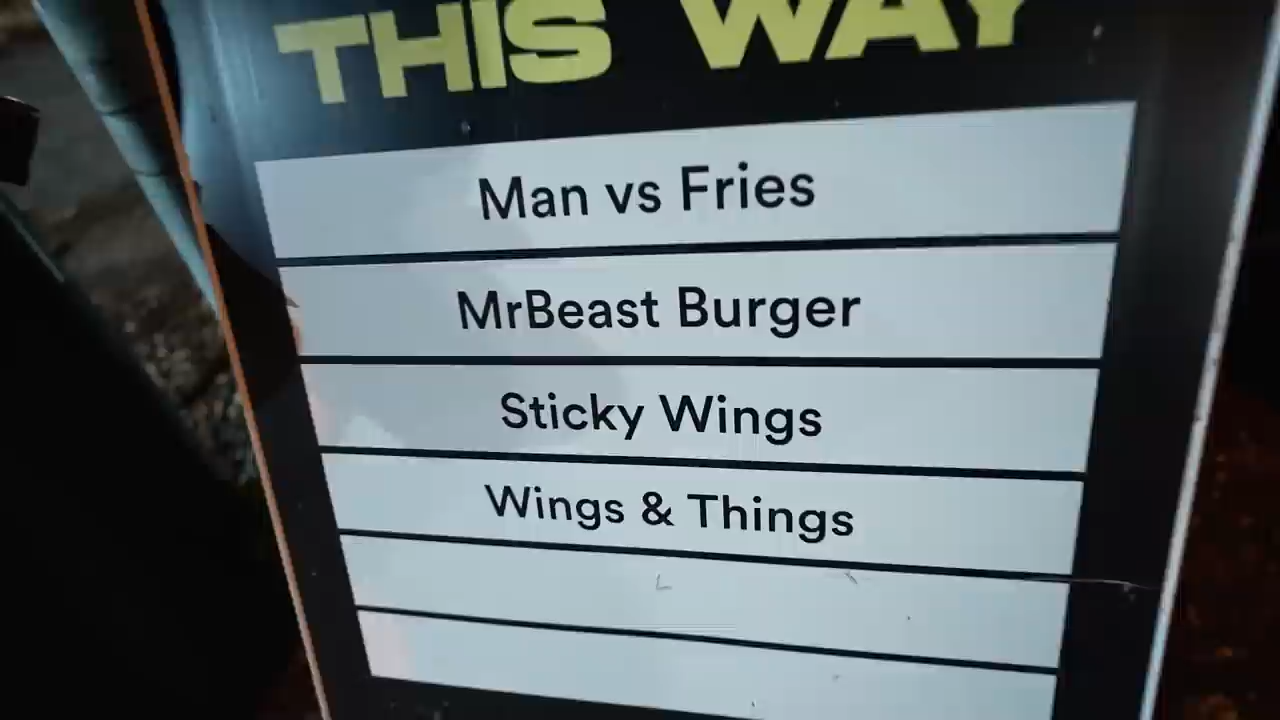 THIS WAY
Man vs Fries
MrBeast Burger
Sticky Wings
Wings & Things